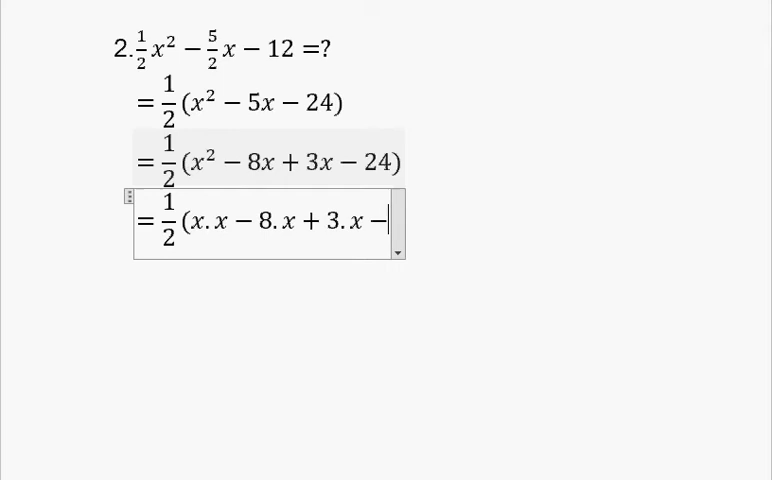 2. 1/2 x² − 5/2 x − 12 =?
= 1/2 (x² − 5x − 24)
= 1/2 (x² − 8x + 3x − 24)
= 1/2 (x. x − 8. x + 3. x −